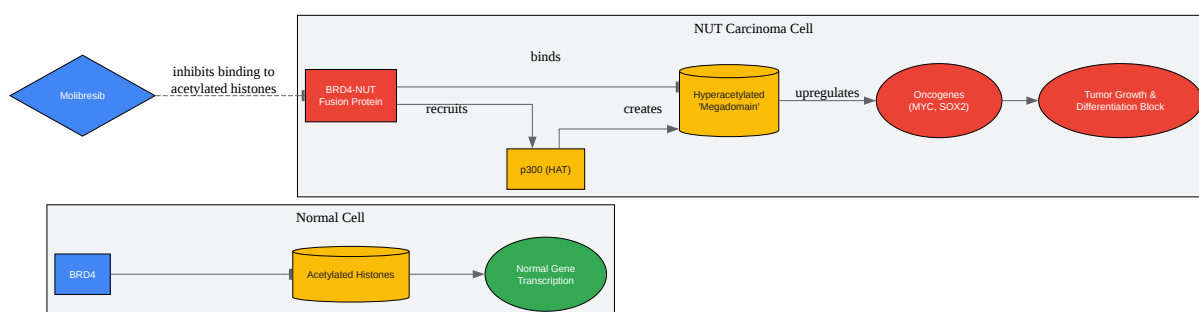 NUT Carcinoma Cell
Molibresib
inhibits binding to
acetylated histones
BRD4-NUT
Fusion Protein
binds
recruits
p300 (HAT)
creates
Hyperacetylated
'Megadomain'
upregulates
Oncogenes
(MYC, SOX2)
Tumor Growth &
Differentiation Block
Normal Cell
BRD4
Acetylated Histones
Normal Gene
Transcription